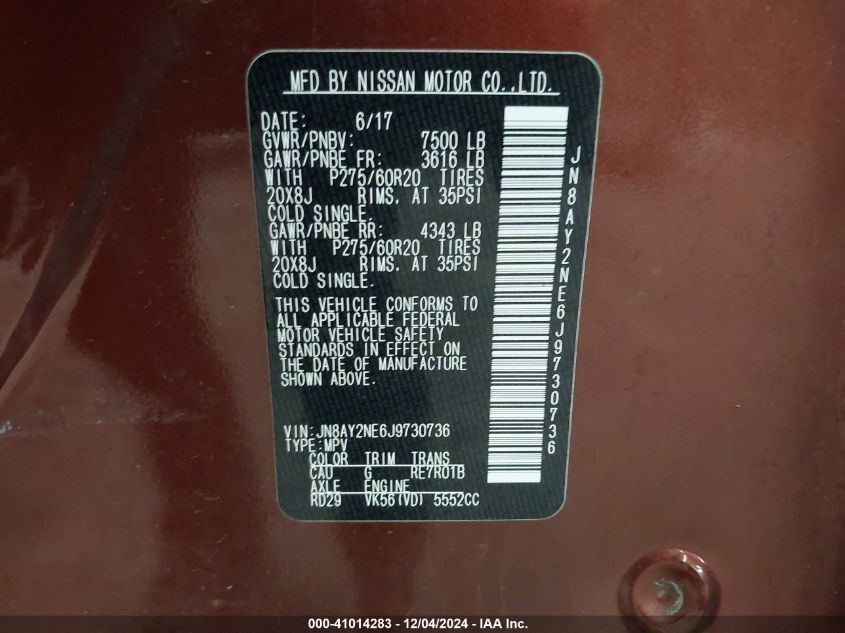 MFD BY NISSAN MOTOR CO.,LTD.
DATE: 6/17
GVWR/PNBV: 7500 LB
GAWR/PNBE FR: 3616 LB
WITH P275/60R20 TIRES
20X8J RIMS. AT 35PSI
COLD SINGLE.
GAWR/PNBE RR: 4343 LB
WITH P275/60R20 TIRES
20X8J RIMS. AT 35PSI
COLD SINGLE.
THIS VEHICLE CONFORMS TO
ALL APPLICABLE FEDERAL
MOTOR VEHICLE SAFETY
STANDARDS IN EFFECT ON
THE DATE OF MANUFACTURE
SHOWN ABOVE.
VIN: JN8AY2NE6J9730736
TYPE: MPV
COLOR TRIM TRANS
CAU G RE7R01B
AXLE ENGINE
RD29 VK56(VD) 5552CC
JN8AY2NE6J9730736
000-41014283 - 12/04/2024 - IAA Inc.